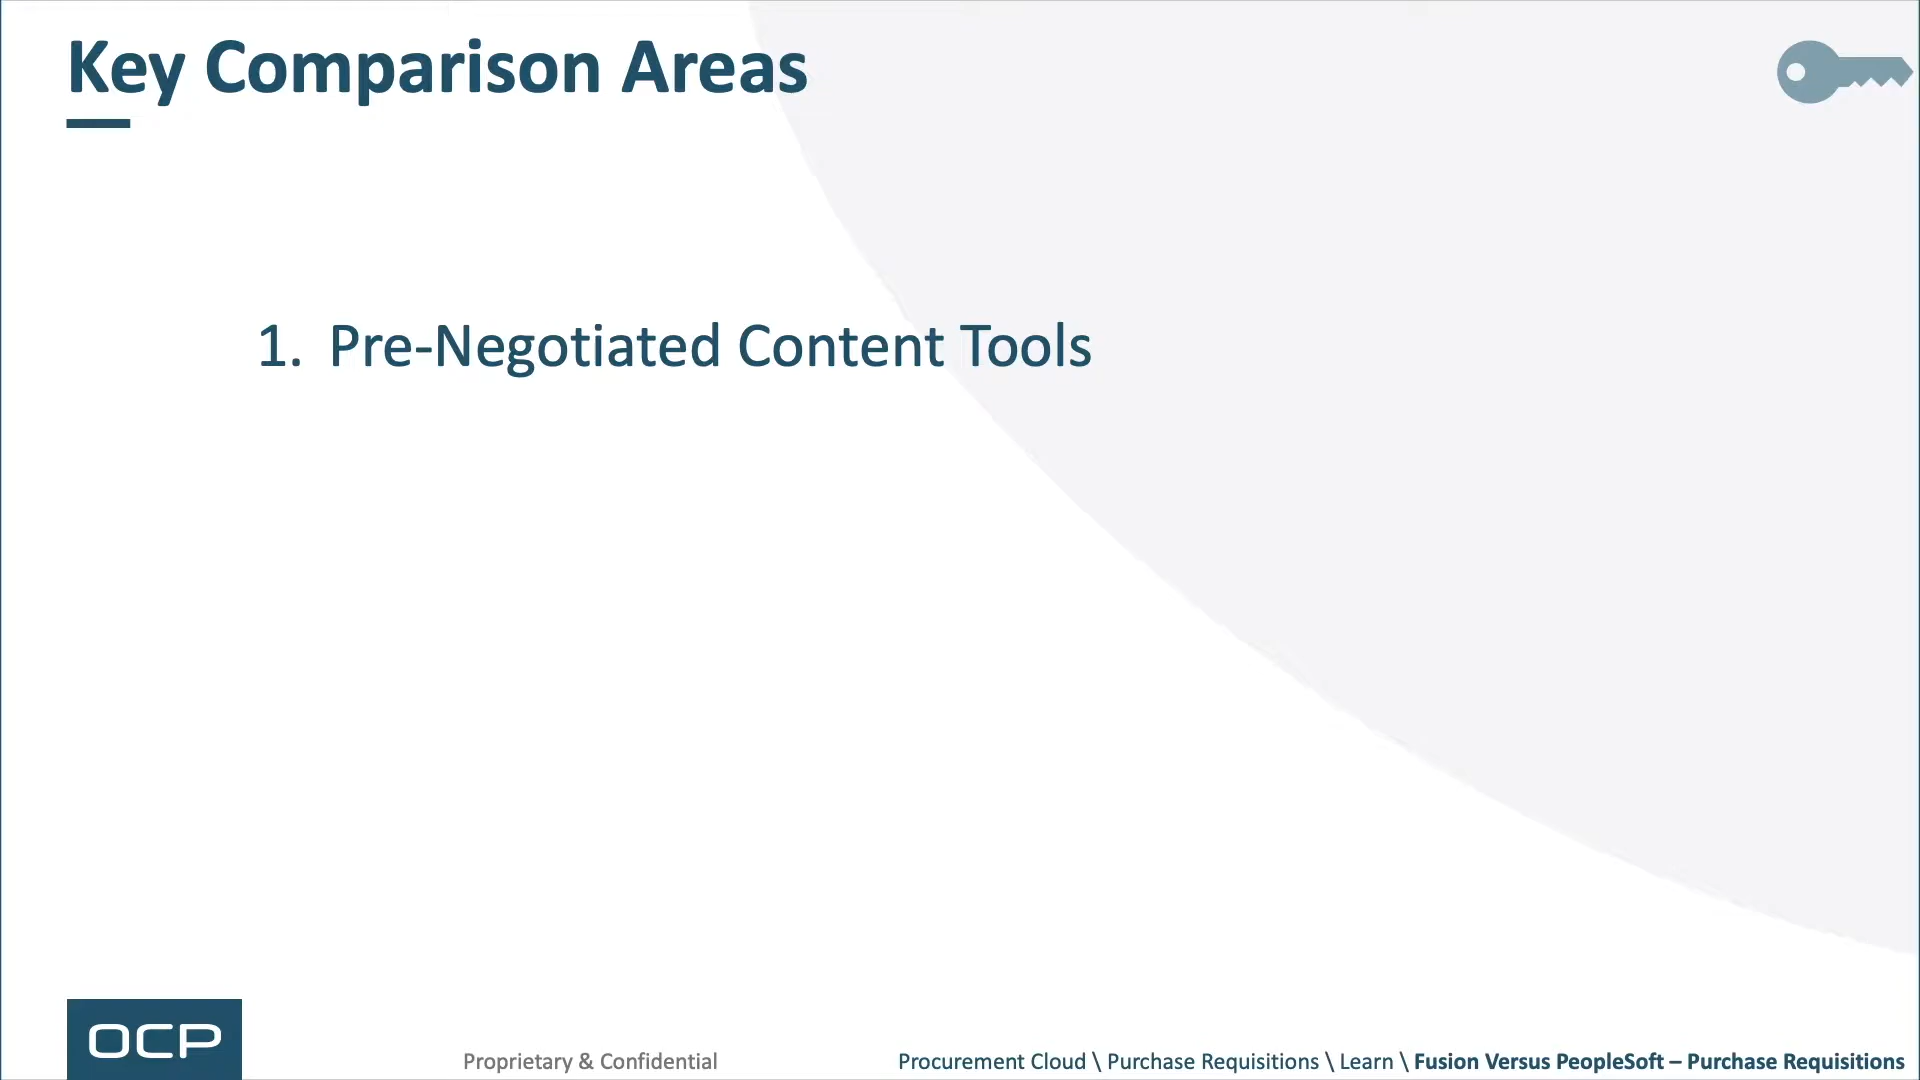 Key Comparison Areas
1. Pre-Negotiated Content Tools
OCP
Proprietary & Confidential
Procurement Cloud \ Purchase Requisitions \ Learn \ Fusion Versus PeopleSoft – Purchase Requisitions